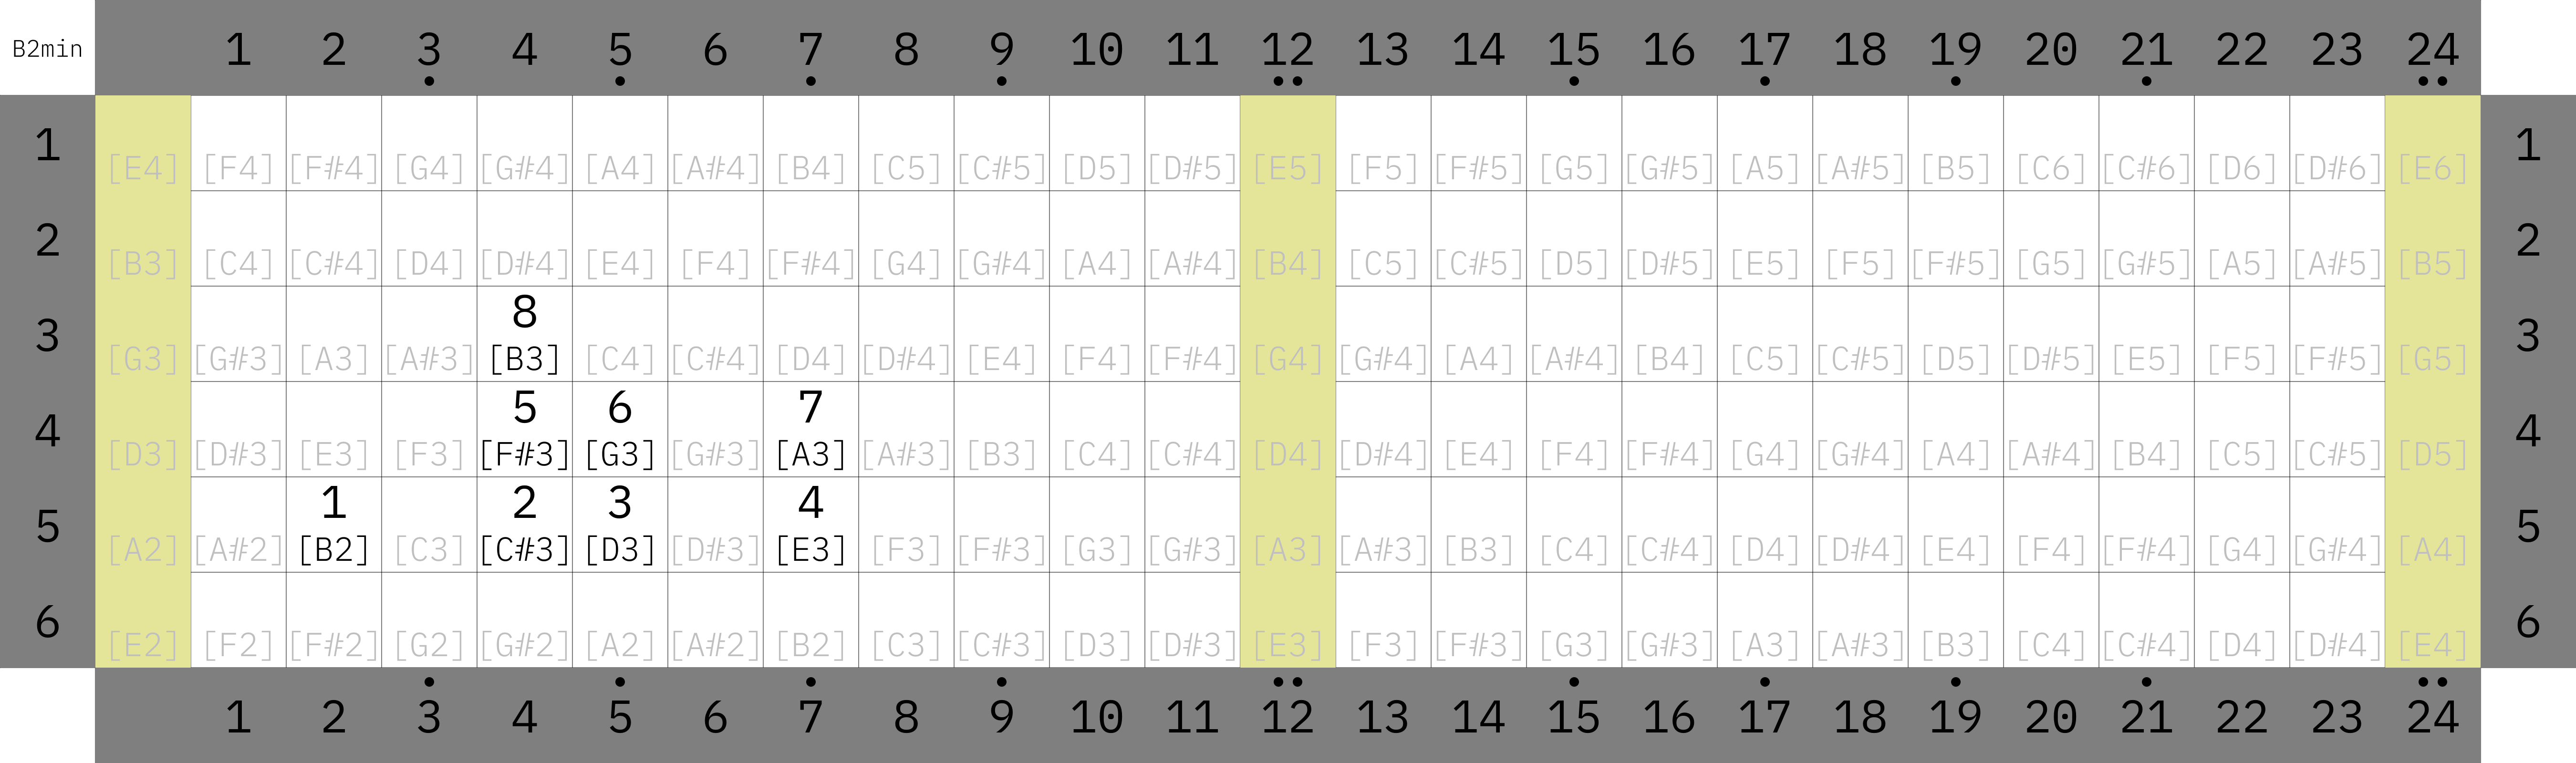 B2min 1 2 3 4 5 6 7 8 9 10 11 12 13 14 15 16 17 18 19 20 21 22 23 24
1 [E4] [F4] [F#4] [G4] [G#4] [A4] [A#4] [B4] [C5] [C#5] [D5] [D#5] [E5] [F5] [F#5] [G5] [G#5] [A5] [A#5] [B5] [C6] [C#6] [D6] [D#6] [E6] 1
2 [B3] [C4] [C#4] [D4] [D#4] [E4] [F4] [F#4] [G4] [G#4] [A4] [A#4] [B4] [C5] [C#5] [D5] [D#5] [E5] [F5] [F#5] [G5] [G#5] [A5] [A#5] [B5] 2
8
3 [G3] [G#3] [A3] [A#3] [B3] [C4] [C#4] [D4] [D#4] [E4] [F4] [F#4] [G4] [G#4] [A4] [A#4] [B4] [C5] [C#5] [D5] [D#5] [E5] [F5] [F#5] [G5] 3
5 6 7
4 [D3] [D#3] [E3] [F3] [F#3] [G3] [G#3] [A3] [A#3] [B3] [C4] [C#4] [D4] [D#4] [E4] [F4] [F#4] [G4] [G#4] [A4] [A#4] [B4] [C5] [C#5] [D5] 4
1 2 3 4
5 [A2] [A#2] [B2] [C3] [C#3] [D3] [D#3] [E3] [F3] [F#3] [G3] [G#3] [A3] [A#3] [B3] [C4] [C#4] [D4] [D#4] [E4] [F4] [F#4] [G4] [G#4] [A4] 5
6 [E2] [F2] [F#2] [G2] [G#2] [A2] [A#2] [B2] [C3] [C#3] [D3] [D#3] [E3] [F3] [F#3] [G3] [G#3] [A3] [A#3] [B3] [C4] [C#4] [D4] [D#4] [E4] 6
1 2 3 4 5 6 7 8 9 10 11 12 13 14 15 16 17 18 19 20 21 22 23 24